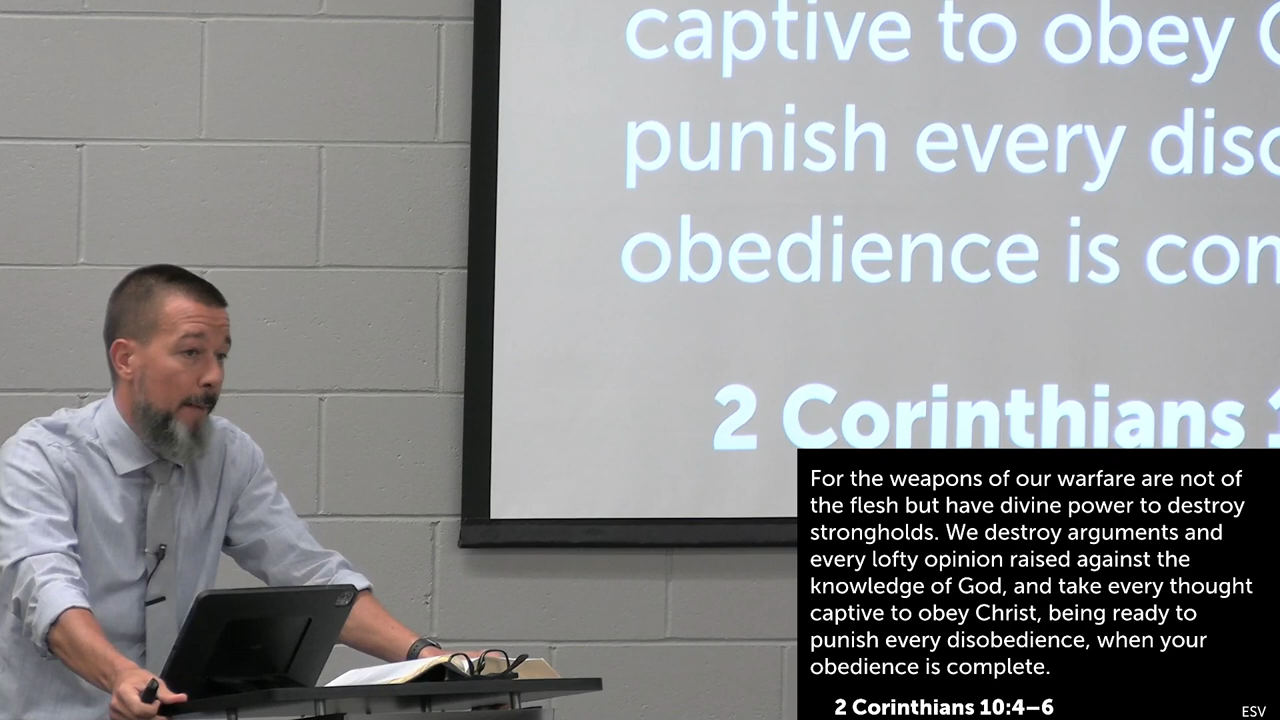 captive to obey
punish every
obedience is
2 Corinthians
For the weapons of our warfare are not of
the flesh but have divine power to destroy
strongholds. We destroy arguments and
every lofty opinion raised against the
knowledge of God, and take every thought
captive to obey Christ, being ready to
punish every disobedience, when your
obedience is complete.
2 Corinthians 10:4–6
ESV